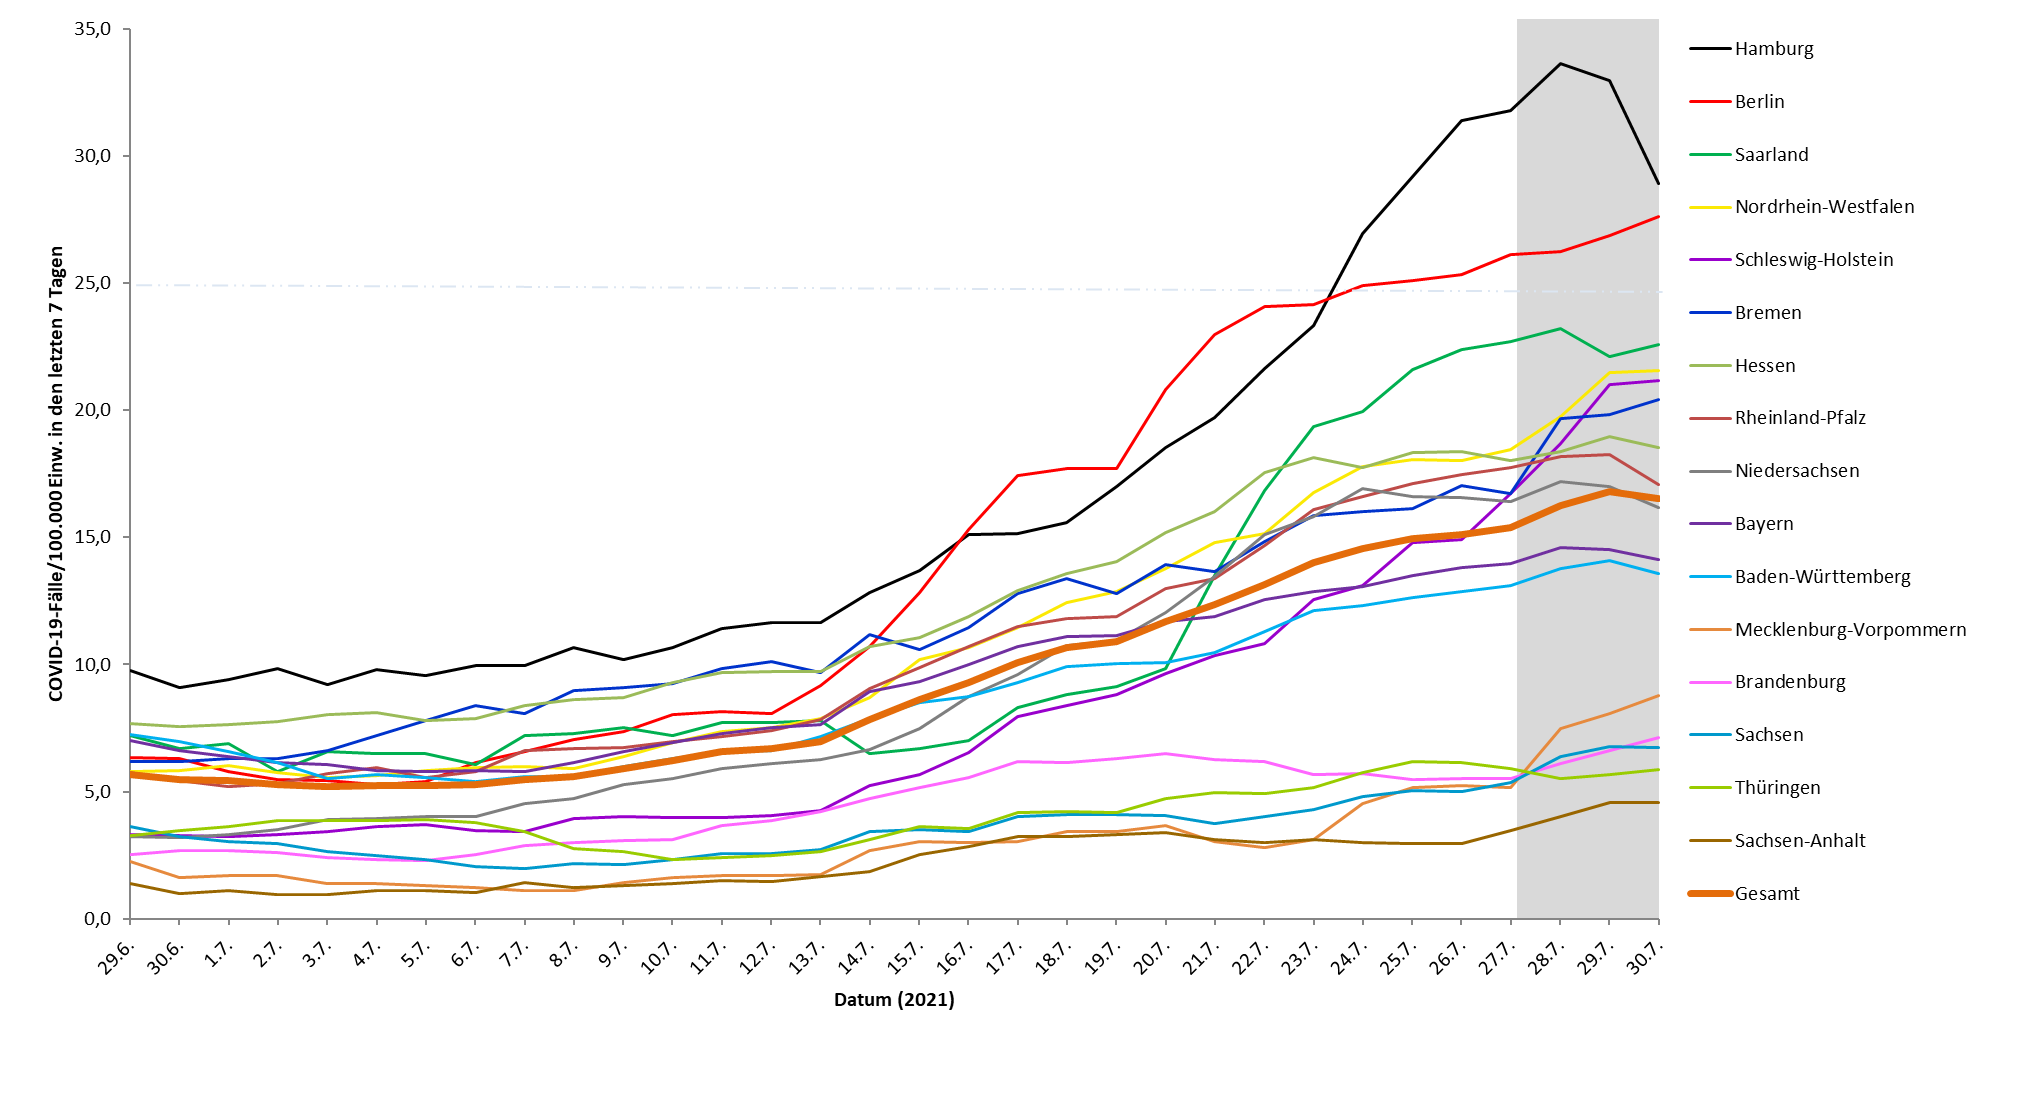 COVID-19-Fälle/100.000 Einw. in den letzten 7 Tagen
35,0
30,0
25,0
20,0
15,0
10,0
5,0
0,0
29.6.
30.6.
1.7.
2.7.
3.7.
4.7.
5.7.
6.7.
7.7.
8.7.
9.7.
10.7.
11.7.
12.7.
13.7.
14.7.
15.7.
16.7.
17.7.
18.7.
19.7.
20.7.
21.7.
22.7.
23.7.
24.7.
25.7.
26.7.
27.7.
28.7.
29.7.
30.7.
Datum (2021)
Hamburg
Berlin
Saarland
Nordrhein-Westfalen
Schleswig-Holstein
Bremen
Hessen
Rheinland-Pfalz
Niedersachsen
Bayern
Baden-Württemberg
Mecklenburg-Vorpommern
Brandenburg
Sachsen
Thüringen
Sachsen-Anhalt
Gesamt